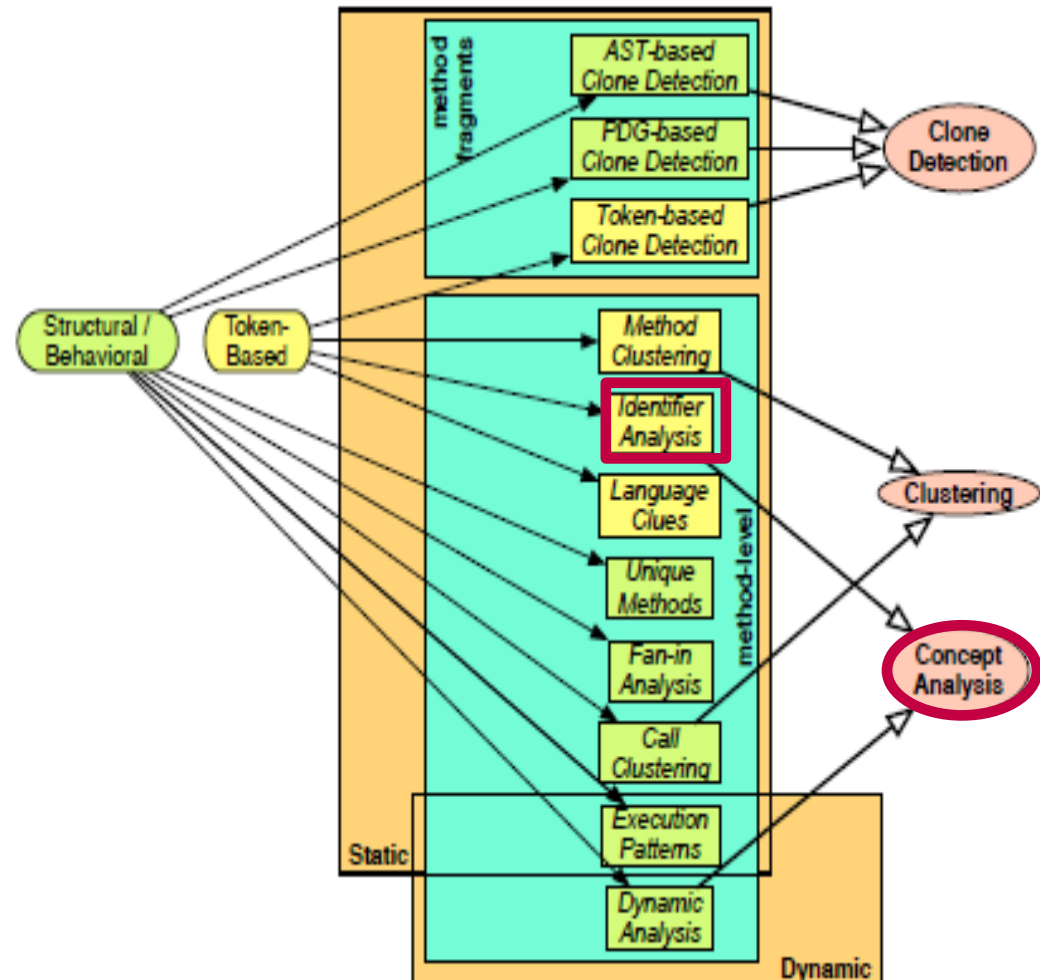 method
fragments
AST-based
Clone Detection
PDG-based
Clone Detection
Token-based
Clone Detection
Clone
Detection
Structural /
Behavioral
Token-
Based
Method
Clustering
Identifier
Analysis
Language
Clues
Unique
Methods
Fan-in
Analysis
Call
Clustering
Execution
Patterns
Dynamic
Analysis
method-level
Clustering
Concept
Analysis
Static
Dynamic